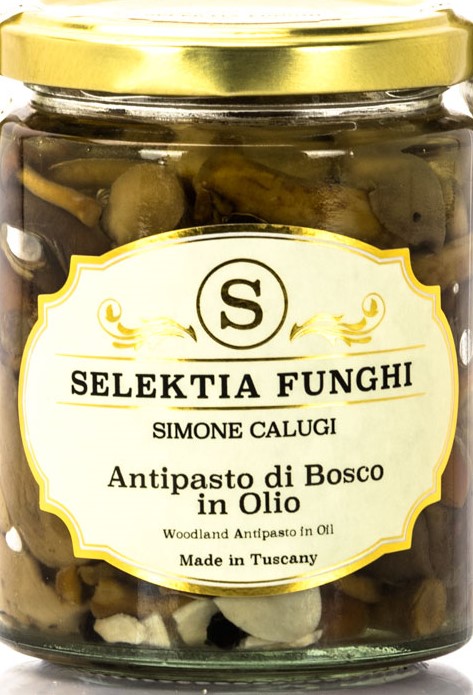 S
SELEKTIA FUNGHI
SIMONE CALUGI
Antipasto di Bosco
in Olio
Woodland Antipasto in Oil
Made in Tuscany